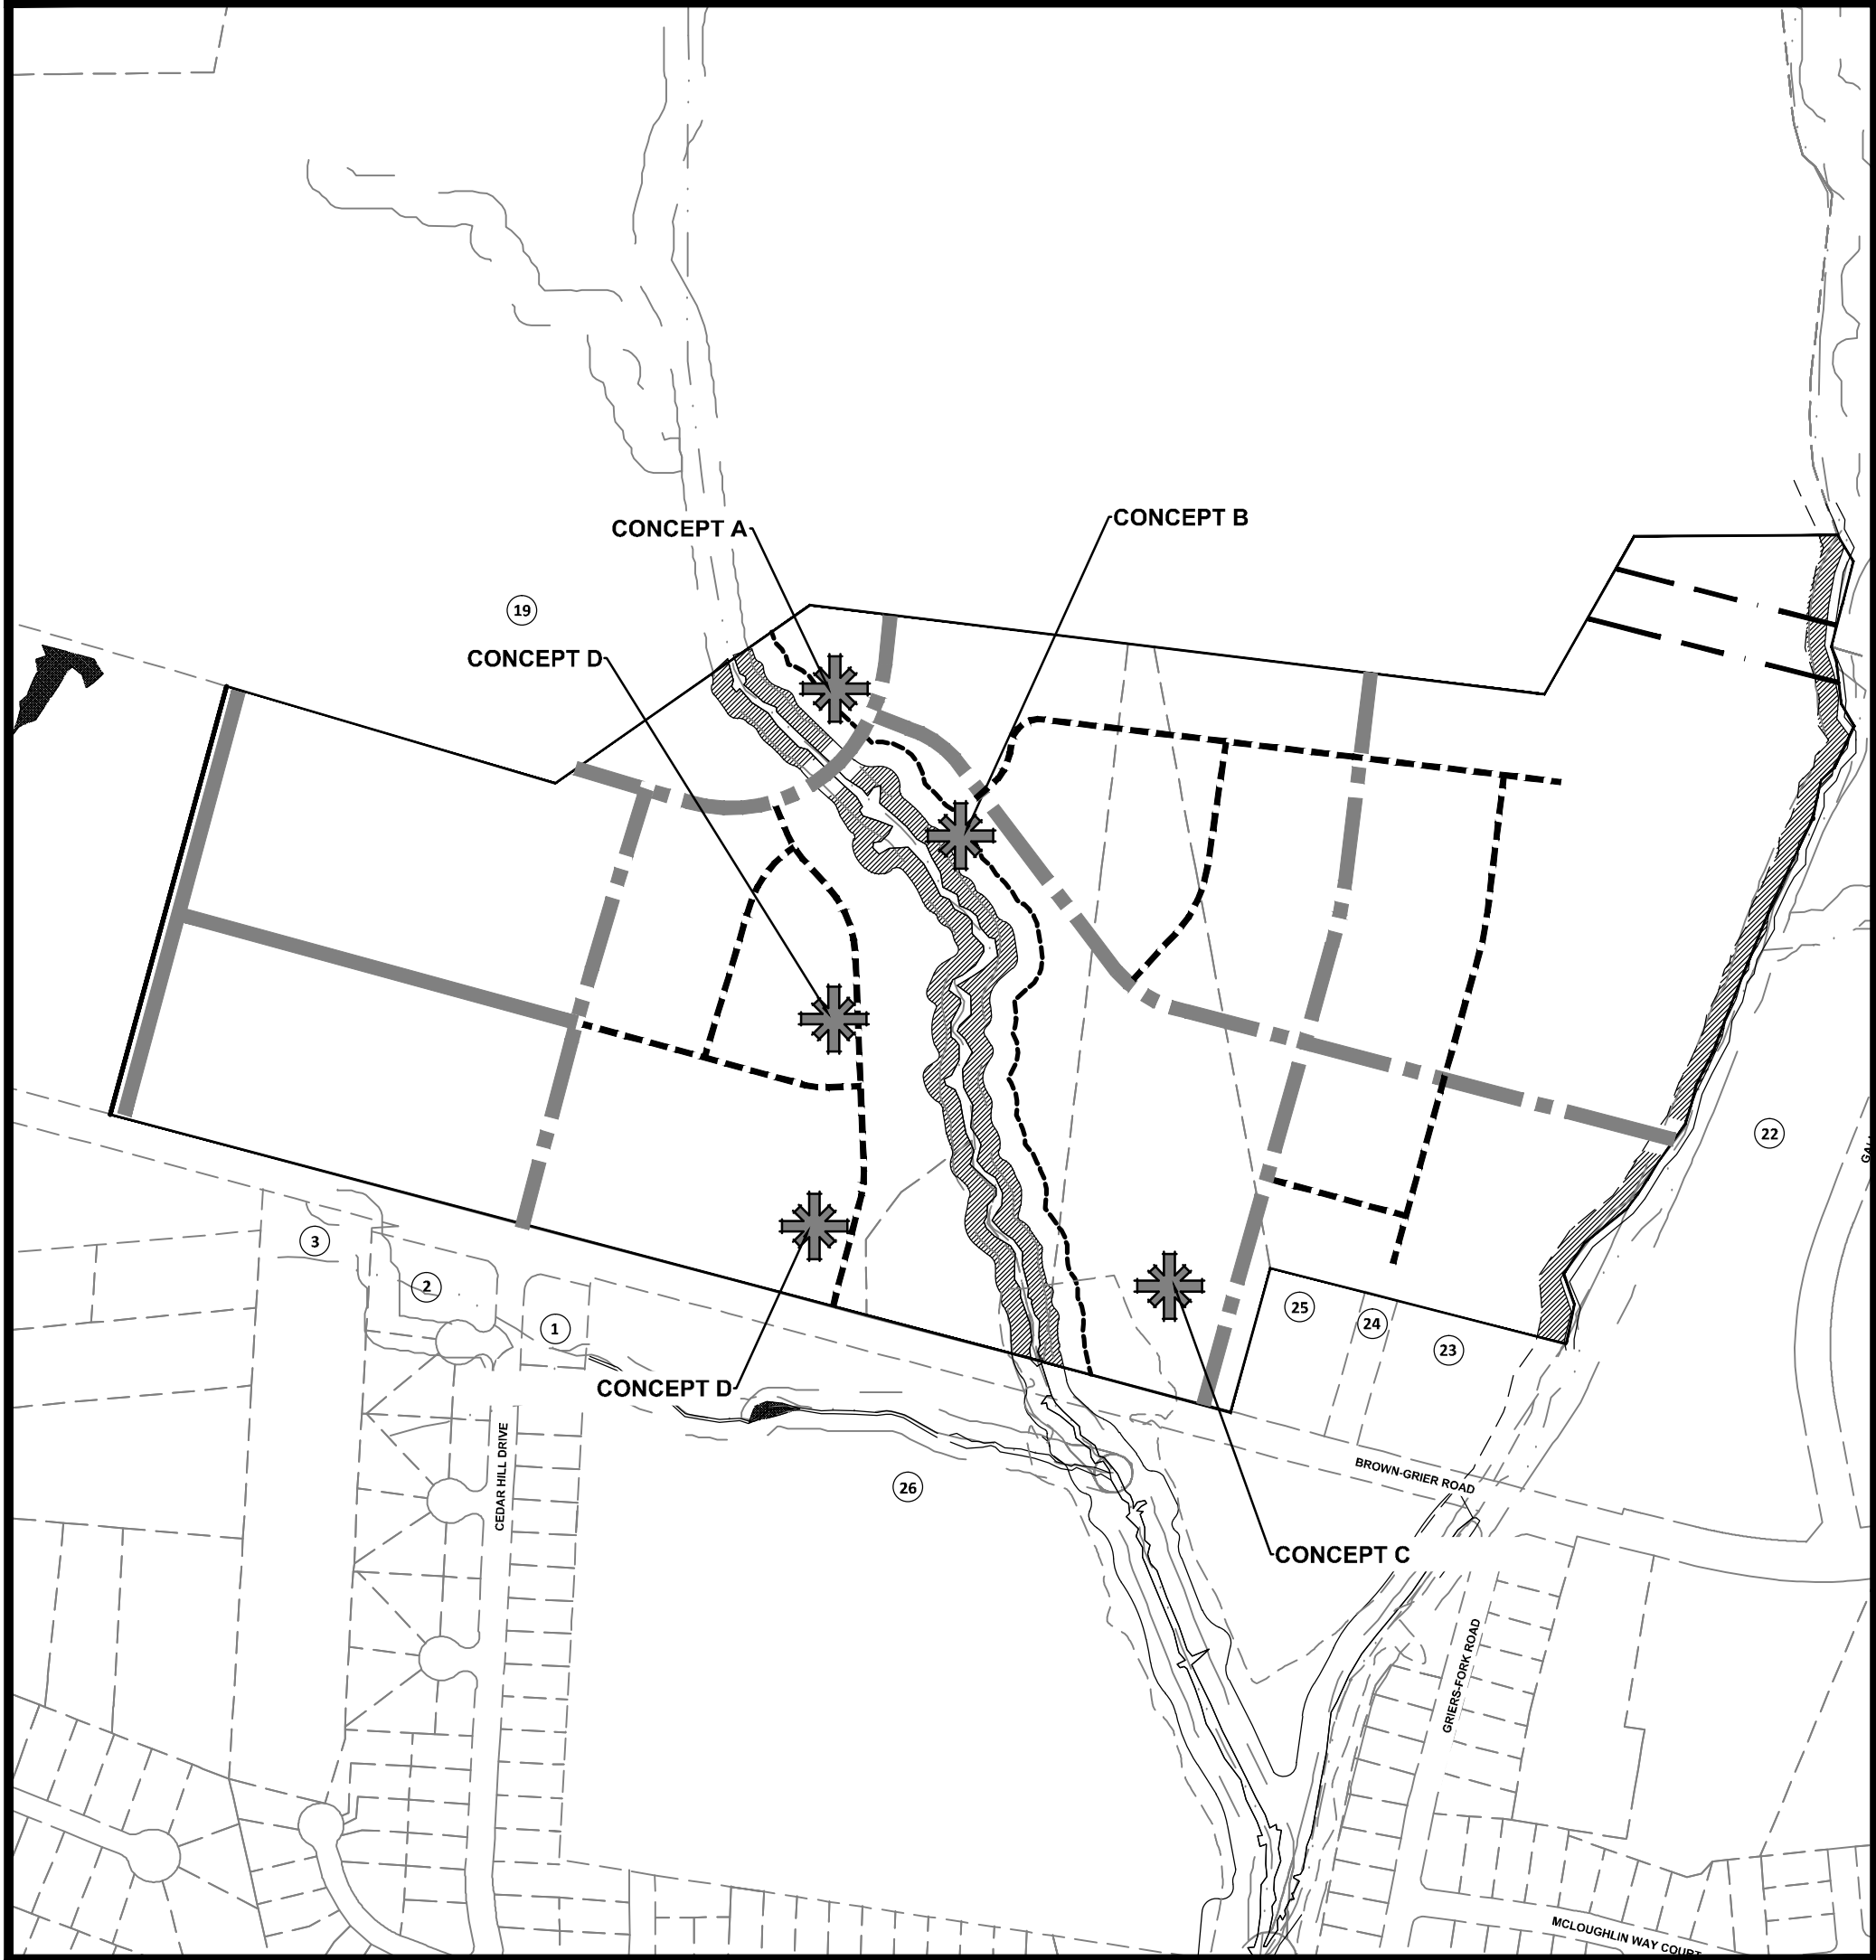 CONCEPT B
CONCEPT A
19
CONCEPT D
22
3
2
25
1
24
23
CONCEPT D
CEDAR HILL DRIVE
BROWN-GRIER ROAD
26
CONCEPT C
GRIERS-FORK ROAD
MCLOUGHLIN WAY COURT